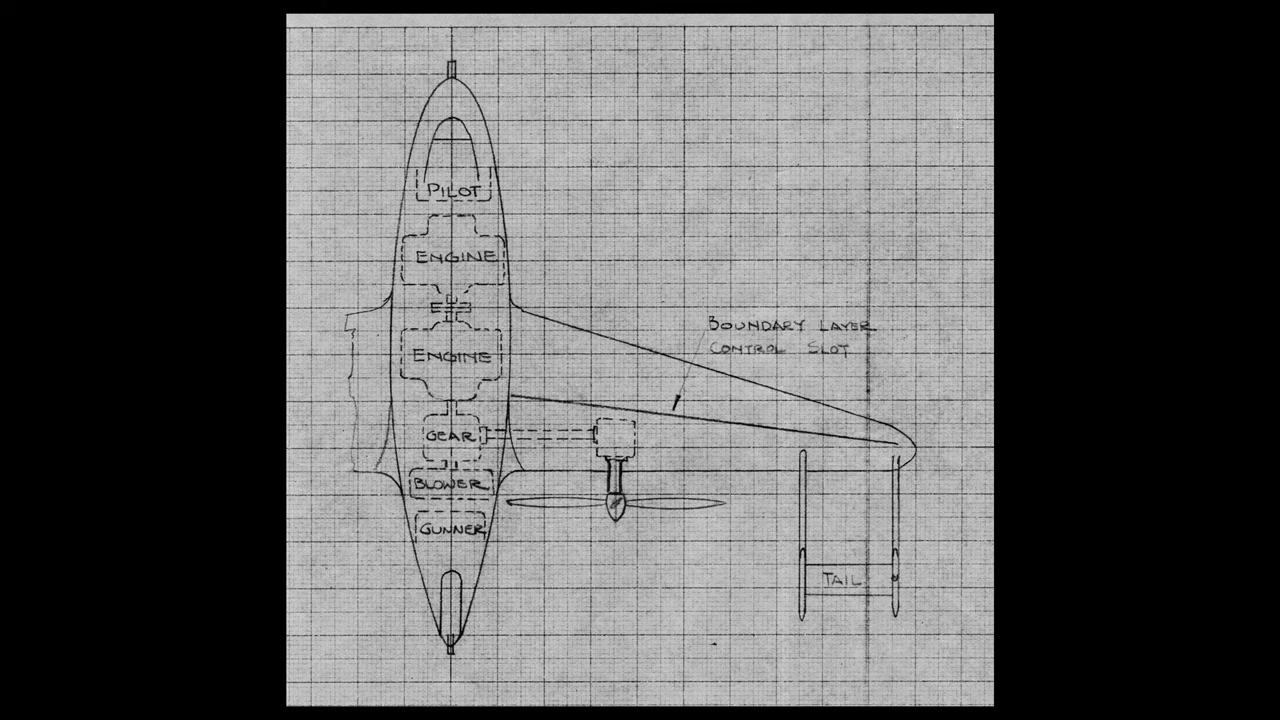 PILOT
ENGINE
BOUNDARY LAYER
CONTROL SLOT
ENGINE
GEAR
BLOWER
GUNNER
TAIL